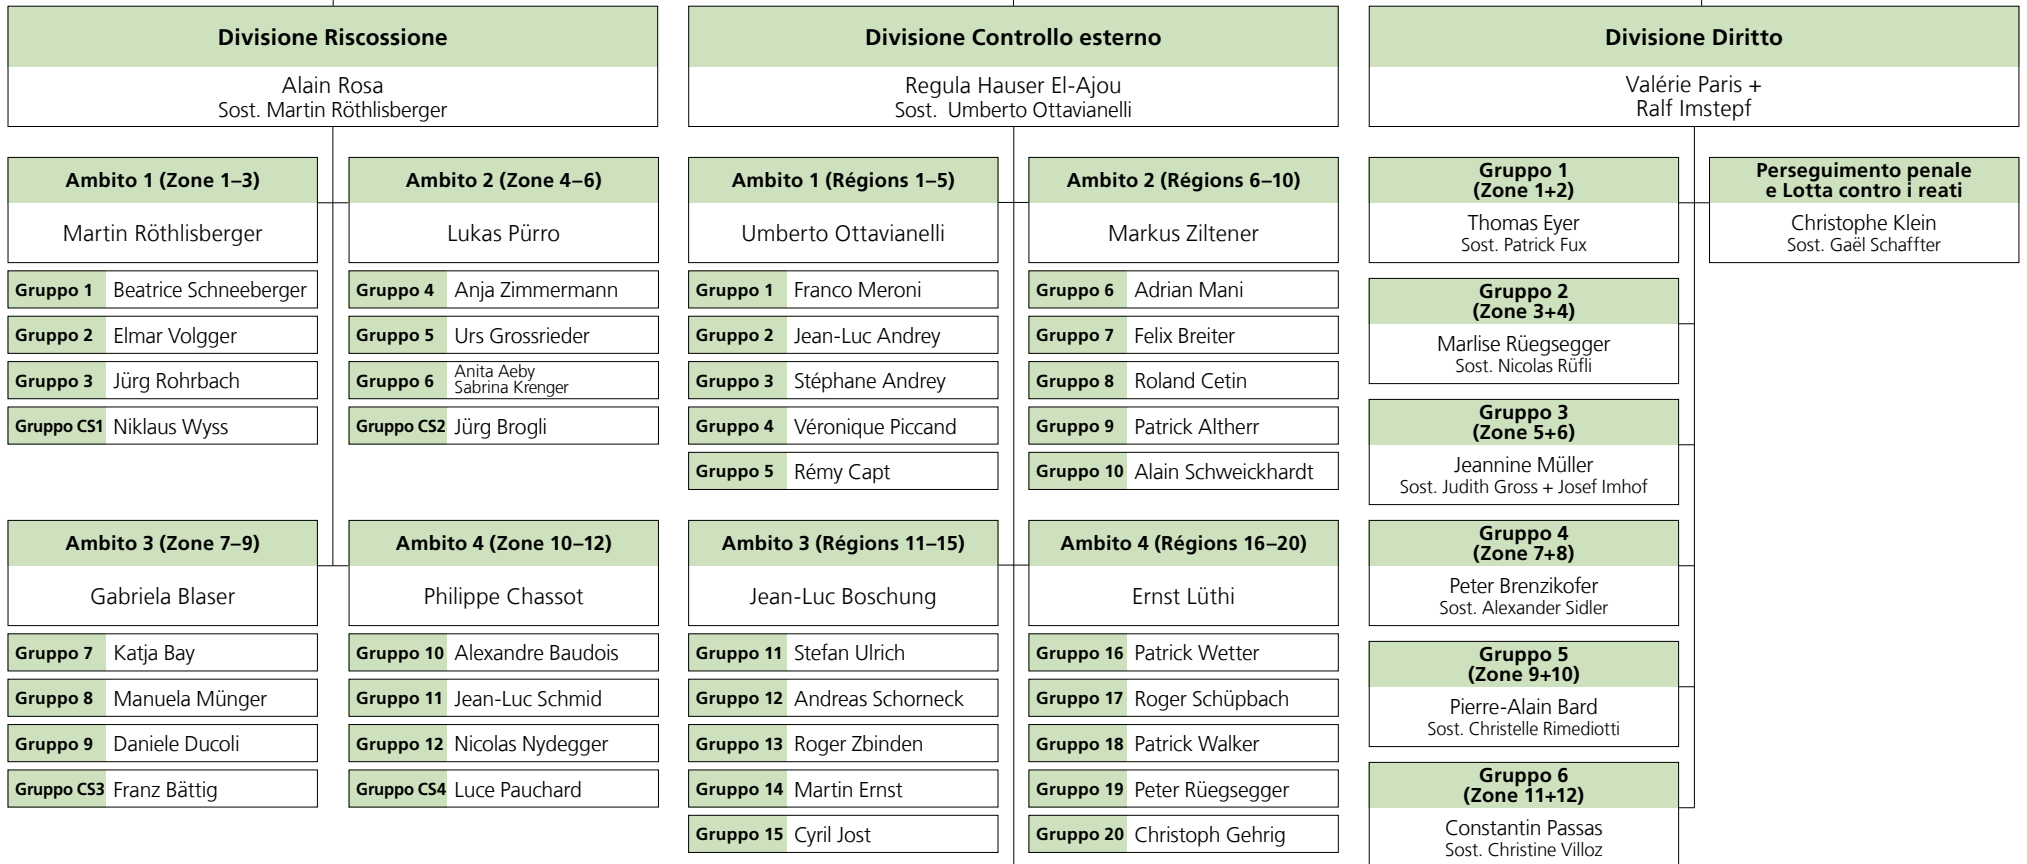 Divisione Riscossione
Alain Rosa
Sost. Martin Röthlisberger
Ambito 1 (Zone 1–3)
Martin Röthlisberger
Gruppo 1 Beatrice Schneeberger
Gruppo 2 Elmar Volgger
Gruppo 3 Jürg Rohrbach
Gruppo CS1 Niklaus Wyss
Ambito 2 (Zone 4–6)
Lukas Pürro
Gruppo 4 Anja Zimmermann
Gruppo 5 Urs Grossrieder
Gruppo 6 Anita Aeby
Sabrina Krenger
Gruppo CS2 Jürg Brogli
Ambito 3 (Zone 7–9)
Gabriela Blaser
Gruppo 7 Katja Bay
Gruppo 8 Manuela Münger
Gruppo 9 Daniele Ducoli
Gruppo CS3 Franz Bättig
Ambito 4 (Zone 10–12)
Philippe Chassot
Gruppo 10 Alexandre Baudois
Gruppo 11 Jean-Luc Schmid
Gruppo 12 Nicolas Nydegger
Gruppo CS4 Luce Pauchard
Divisione Controllo esterno
Regula Hauser El-Ajou
Sost. Umberto Ottavianelli
Ambito 1 (Régions 1–5)
Umberto Ottavianelli
Gruppo 1 Franco Meroni
Gruppo 2 Jean-Luc Andrey
Gruppo 3 Stéphane Andrey
Gruppo 4 Véronique Piccand
Gruppo 5 Rémy Capt
Ambito 2 (Régions 6–10)
Markus Ziltener
Gruppo 6 Adrian Mani
Gruppo 7 Felix Breiter
Gruppo 8 Roland Cetin
Gruppo 9 Patrick Altherr
Gruppo 10 Alain Schweickhardt
Ambito 3 (Régions 11–15)
Jean-Luc Boschung
Gruppo 11 Stefan Ulrich
Gruppo 12 Andreas Schorneck
Gruppo 13 Roger Zbinden
Gruppo 14 Martin Ernst
Gruppo 15 Cyril Jost
Ambito 4 (Régions 16–20)
Ernst Lüthi
Gruppo 16 Patrick Wetter
Gruppo 17 Roger Schüpbach
Gruppo 18 Patrick Walker
Gruppo 19 Peter Rüegsegger
Gruppo 20 Christoph Gehrig
Divisione Diritto
Valérie Paris +
Ralf Imstepf
Gruppo 1
(Zone 1+2)
Thomas Eyer
Sost. Patrick Fux
Perseguimento penale
e Lotta contro i reati
Christophe Klein
Sost. Gaël Schaffter
Gruppo 2
(Zone 3+4)
Marlise Rüegsegger
Sost. Nicolas Rüfli
Gruppo 3
(Zone 5+6)
Jeannine Müller
Sost. Judith Gross + Josef Imhof
Gruppo 4
(Zone 7+8)
Peter Brenzikofer
Sost. Alexander Sidler
Gruppo 5
(Zone 9+10)
Pierre-Alain Bard
Sost. Christelle Rimediotti
Gruppo 6
(Zone 11+12)
Constantin Passas
Sost. Christine Villoz